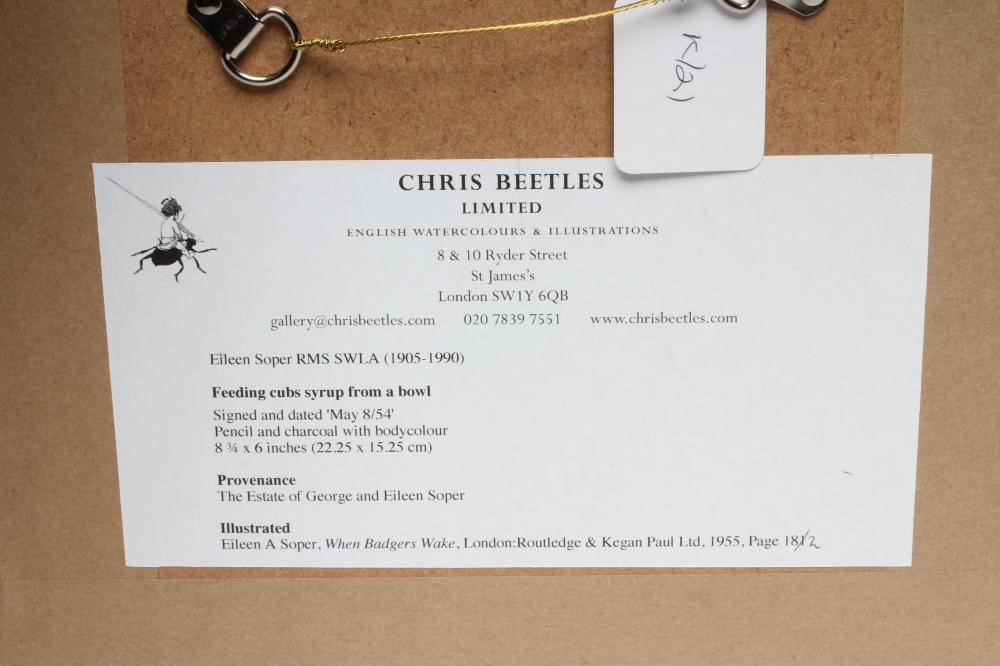 K121
CHRIS BEETLES
LIMITED
ENGLISH WATERCOLOURS & ILLUSTRATIONS
8 & 10 Ryder Street
St James's
London SW1Y 6QB
gallery@chrisbeetles.com 020 7839 7551 www.chrisbeetles.com
Eileen Soper RMS SWLA (1905-1990)
Feeding cubs syrup from a bowl
Signed and dated 'May 8/54'
Pencil and charcoal with bodycolour
8 ¾ x 6 inches (22.25 x 15.25 cm)
Provenance
The Estate of George and Eileen Soper
Illustrated
Eileen A Soper, When Badgers Wake, London:Routledge & Kegan Paul Ltd, 1955, Page 182